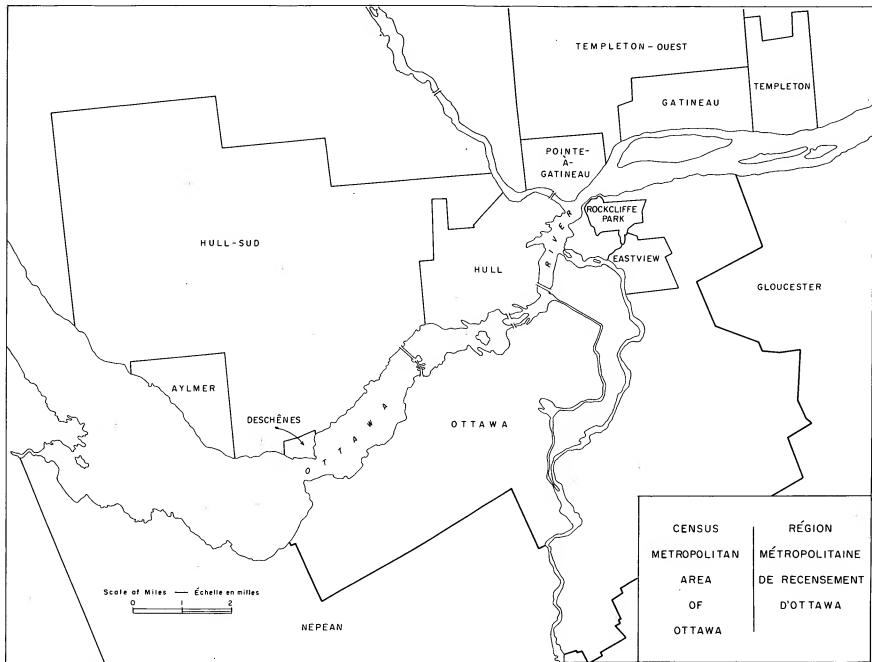 TEMPLETON-OUEST
TEMPLETON
GATINEAU
POINTE-
À-
GATINEAU
ROCKCLIFFE
PARK
RIVER
EASTVIEW
HULL-SUD
HULL
GLOUCESTER
AYLMER
DESCHÊNES
OTTAWA
OTTAWA
Scale of Miles — Échelle en milles
0 1 2
NEPEAN
CENSUS
METROPOLITAN
AREA
OF
OTTAWA
RÉGION
MÉTROPOLITAINE
DE RECENSEMENT
D'OTTAWA